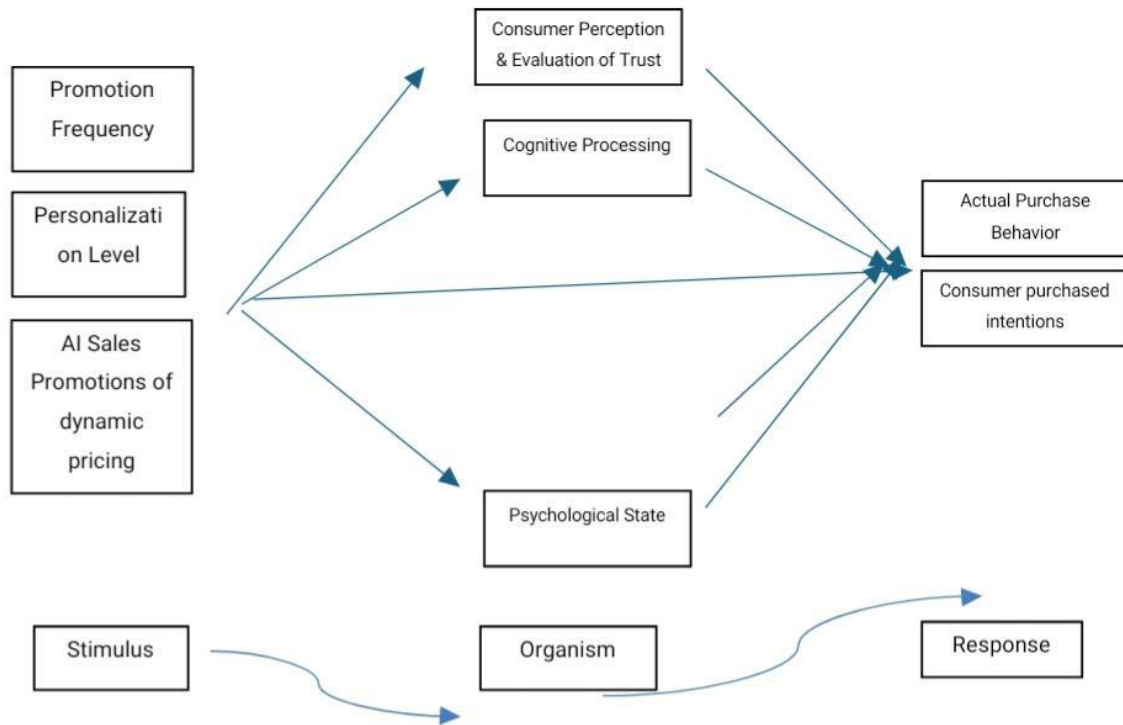 Promotion
Frequency
Personalizati
on Level
AI Sales
Promotions of
dynamic
pricing
Consumer Perception
& Evaluation of Trust
Cognitive Processing
Psychological State
Actual Purchase
Behavior
Consumer purchased
intentions
Stimulus
Organism
Response